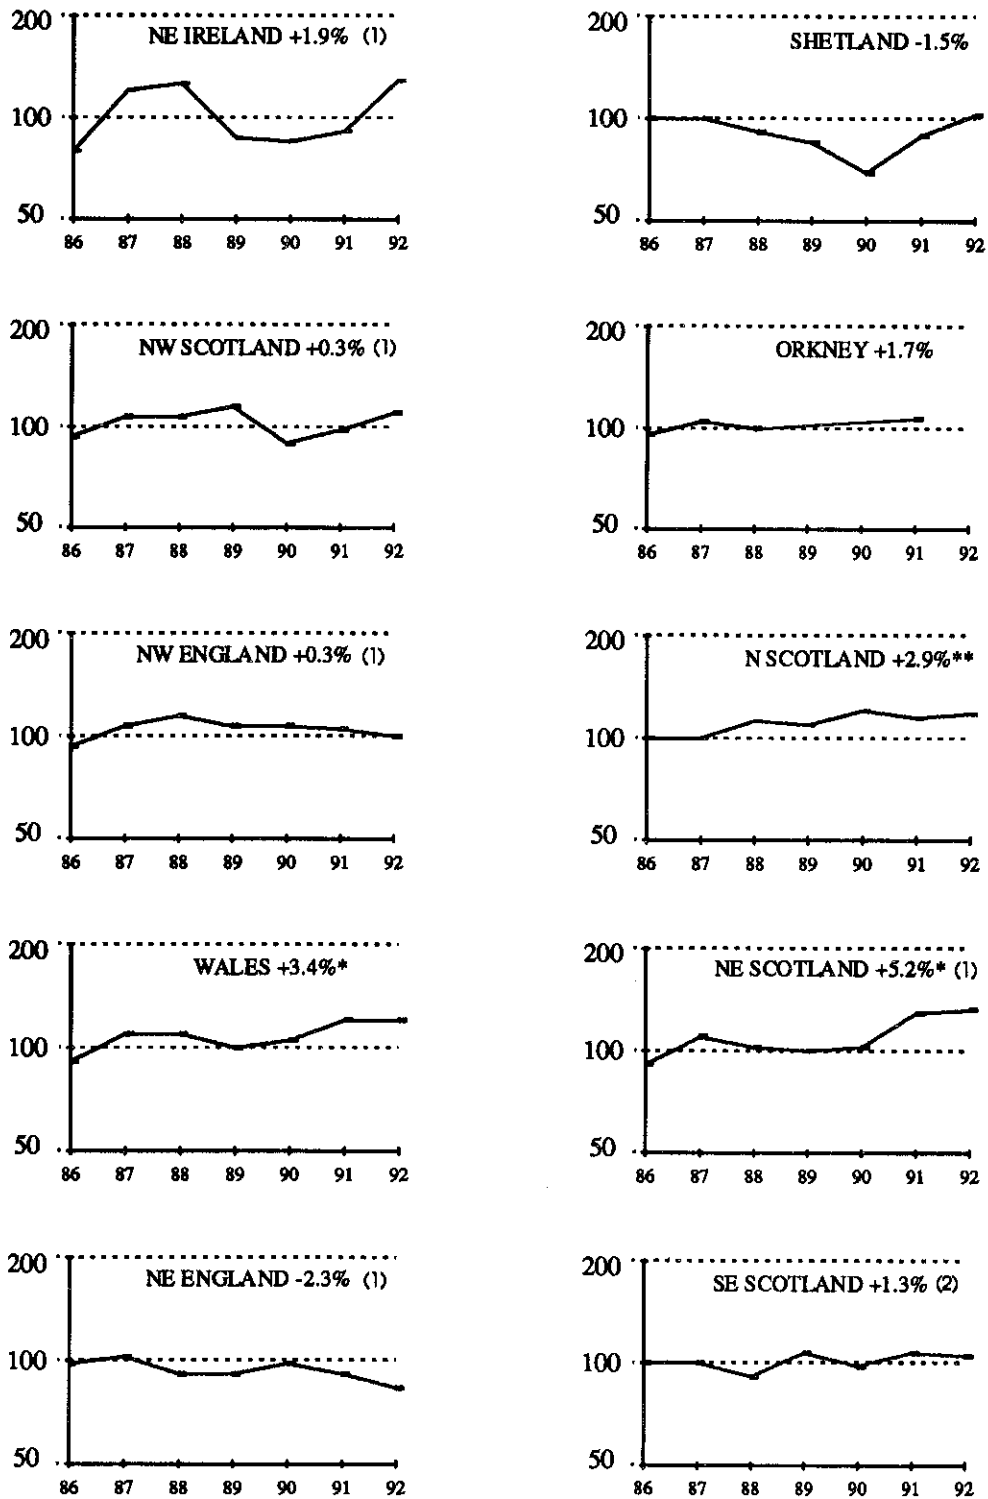 200
NE IRELAND +1.9% (1)
100
50
86 87 88 89 90 91 92
200
SHETLAND -1.5%
100
50
86 87 88 89 90 91 92
200
NW SCOTLAND +0.3% (1)
100
50
86 87 88 89 90 91 92
200
ORKNEY +1.7%
100
50
86 87 88 89 90 91 92
200
NW ENGLAND +0.3% (1)
100
50
86 87 88 89 90 91 92
200
N SCOTLAND +2.9%**
100
50
86 87 88 89 90 91 92
200
WALES +3.4%*
100
50
86 87 88 89 90 91 92
200
NE SCOTLAND +5.2%* (1)
100
50
86 87 88 89 90 91 92
200
NE ENGLAND -2.3% (1)
100
50
86 87 88 89 90 91 92
200
SE SCOTLAND +1.3% (2)
100
50
86 87 88 89 90 91 92